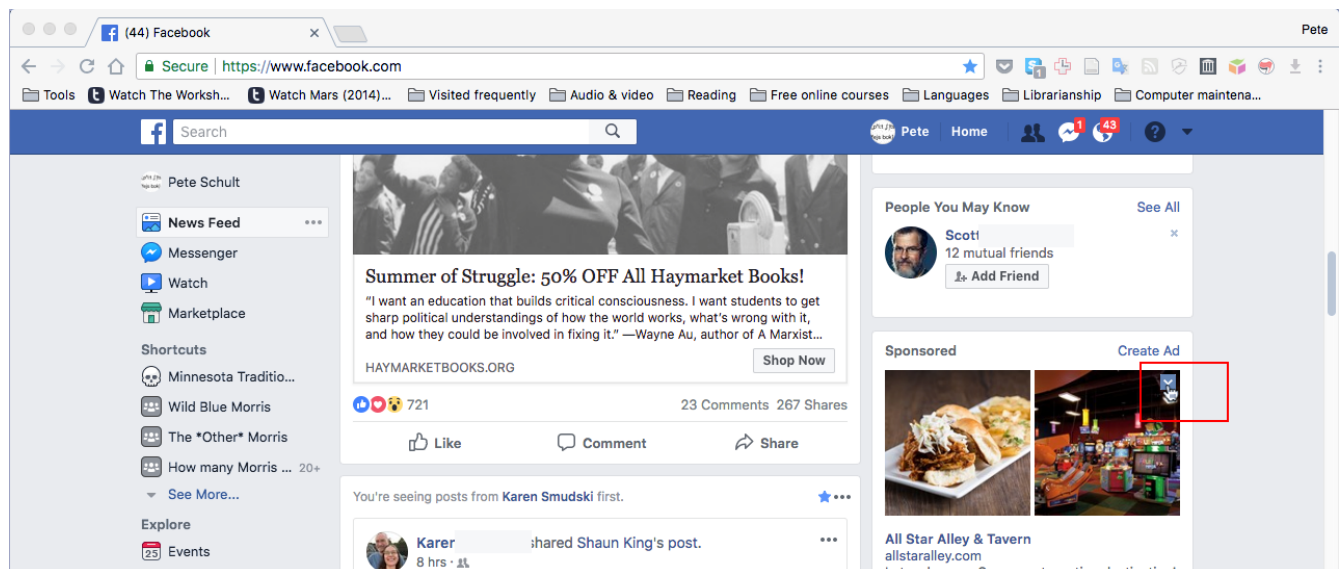 (44) Facebook
Pete
Secure | https://www.facebook.com
1
Tools Watch The Worksh... Watch Mars (2014)... Visited frequently Audio & video Reading Free online courses Languages Librarianship Computer maintena...
Search
Pete Home 1 43
Pete Schult
News Feed
Messenger
Watch
Marketplace
Shortcuts
Minnesota Traditio...
Wild Blue Morris
The *Other* Morris
How many Morris ... 20+
See More...
Explore
25 Events
Summer of Struggle: 50% OFF All Haymarket Books!
“I want an education that builds critical consciousness. I want students to get
sharp political understandings of how the world works, what’s wrong with it,
and how they could be involved in fixing it.” —Wayne Au, author of A Marxist...
HAYMARKETBOOKS.ORG
Shop Now
721
23 Comments 267 Shares
Like Comment Share
You're seeing posts from Karen Smudski first.
Karer shared Shaun King's post.
8 hrs ·
People You May Know See All
Scott
12 mutual friends
Add Friend
Sponsored Create Ad
All Star Alley & Tavern
allstaralley.com